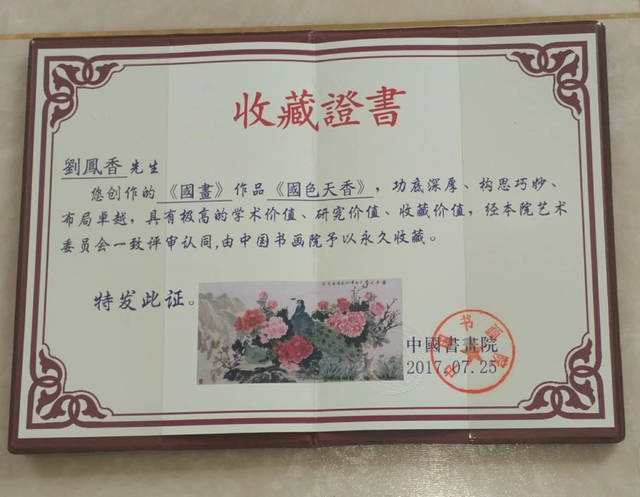 收藏證書
劉鳳香先生
您创作的《國畫》作品《國色天香》，功底深厚、构思巧妙、
布局卓越，具有极高的学术价值、研究价值、收藏价值，经本院艺术
委员会一致评审认同，由中国书画院予以永久收藏。
特发此证。
中國書畫院
2017.07.25